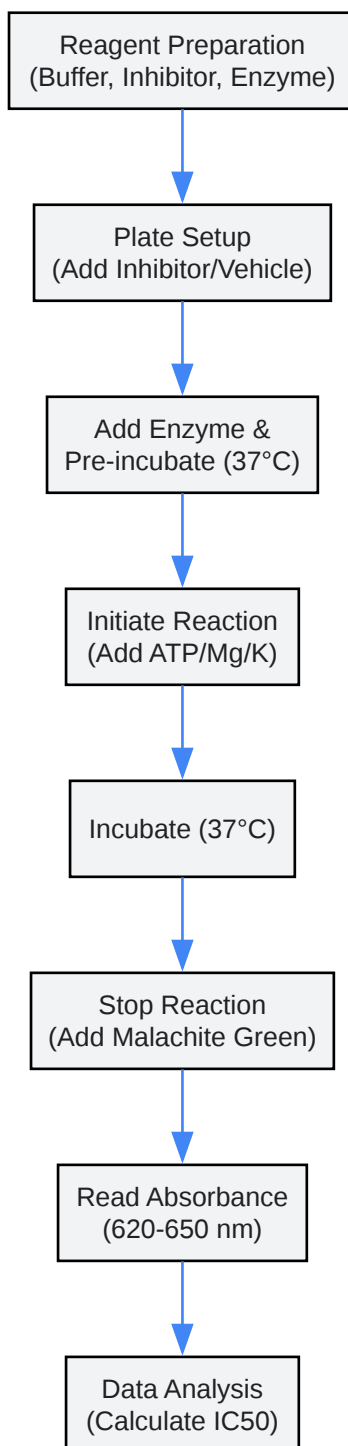 Reagent Preparation
(Buffer, Inhibitor, Enzyme)
Plate Setup
(Add Inhibitor/Vehicle)
Add Enzyme &
Pre-incubate (37°C)
Initiate Reaction
(Add ATP/Mg/K)
Incubate (37°C)
Stop Reaction
(Add Malachite Green)
Read Absorbance
(620-650 nm)
Data Analysis
(Calculate IC50)